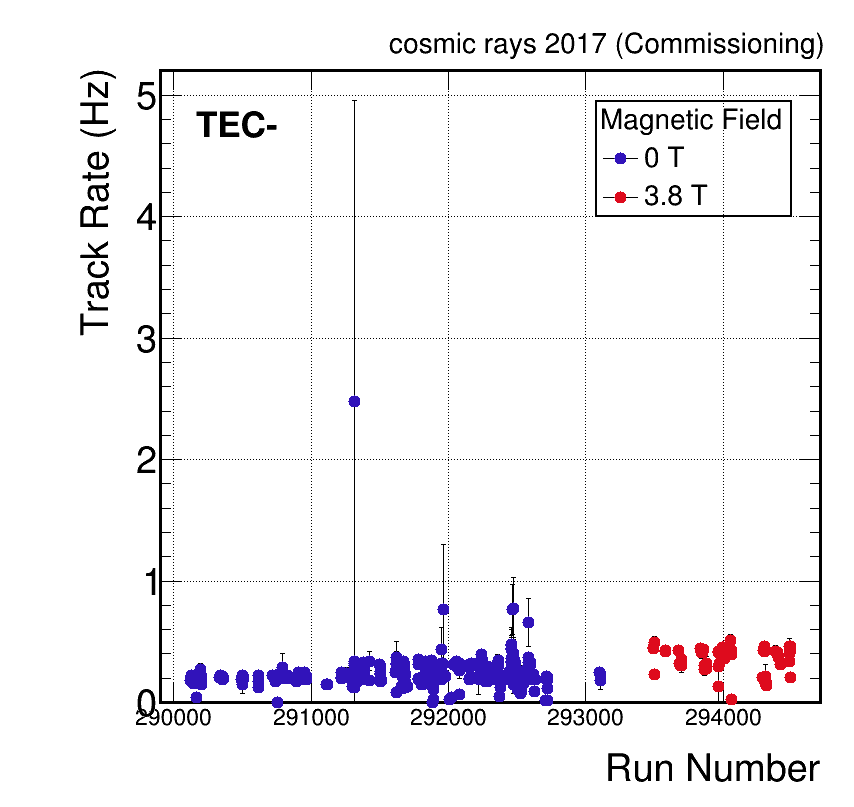 cosmic rays 2017 (Commissioning)
Track Rate (Hz)
TEC-
Magnetic Field
0 T
3.8 T
5
4
3
2
1
0
290000 291000 292000 293000 294000
Run Number